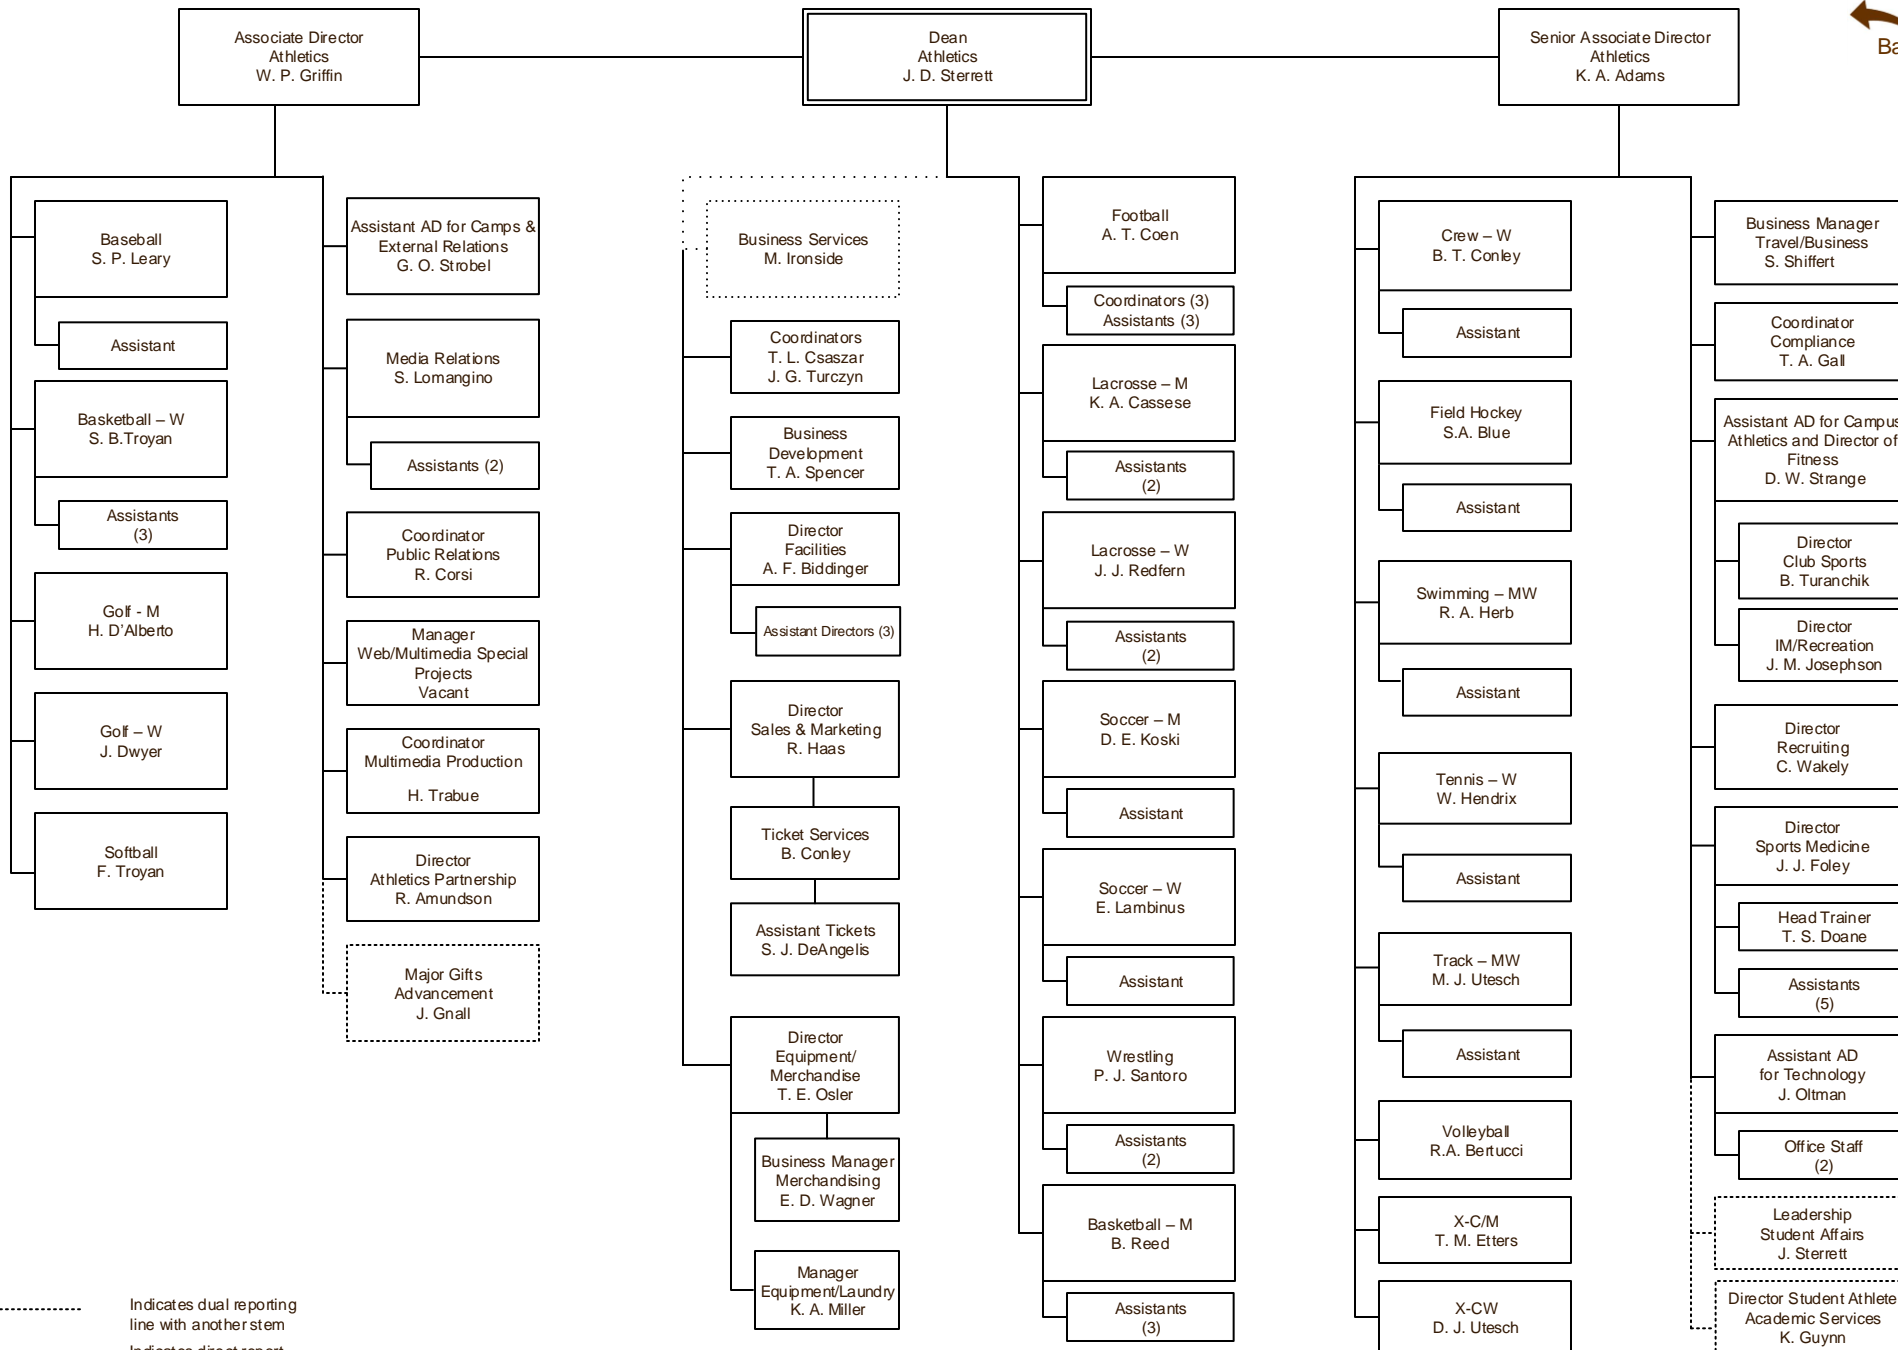 Associate Director
Athletics
W. P. Griffin
Dean
Athletics
J. D. Sterrett
Senior Associate Director
Athletics
K. A. Adams
Baseball
S. P. Leary
Assistant
Basketball – W
S. B.Troyan
Assistants
(3)
Golf - M
H. D'Alberto
Golf – W
J. Dwyer
Softball
F. Troyan
Assistant AD for Camps &
External Relations
G. O. Strobel
Media Relations
S. Lomangino
Assistants (2)
Coordinator
Public Relations
R. Corsi
Manager
Web/Multimedia Special
Projects
Vacant
Coordinator
Multimedia Production
H. Trabue
Director
Athletics Partnership
R. Amundson
Major Gifts
Advancement
J. Gnall
Business Services
M. Ironside
Coordinators
T. L. Csaszar
J. G. Turczyn
Business
Development
T. A. Spencer
Director
Facilities
A. F. Biddinger
Assistant Directors (3)
Director
Sales & Marketing
R. Haas
Ticket Services
B. Conley
Assistant Tickets
S. J. DeAngelis
Director
Equipment/
Merchandise
T. E. Osler
Business Manager
Merchandising
E. D. Wagner
Manager
Equipment/Laundry
K. A. Miller
Football
A. T. Coen
Coordinators (3)
Assistants (3)
Lacrosse – M
K. A. Cassese
Assistants
(2)
Lacrosse – W
J. J. Redfern
Assistants
(2)
Soccer – M
D. E. Koski
Assistant
Soccer – W
E. Lambinus
Assistant
Wrestling
P. J. Santoro
Assistants
(2)
Basketball – M
B. Reed
Assistants
(3)
Crew – W
B. T. Conley
Assistant
Field Hockey
S.A. Blue
Assistant
Swimming – MW
R. A. Herb
Assistant
Tennis – W
W. Hendrix
Assistant
Track – MW
M. J. Utesch
Assistant
Volleyball
R.A. Bertucci
X-C/M
T. M. Etters
X-CW
D. J. Utesch
Business Manager
Travel/Business
S. Shiffert
Coordinator
Compliance
T. A. Gall
Assistant AD for Campus
Athletics and Director of
Fitness
D. W. Strange
Director
Club Sports
B. Turanchik
Director
IM/Recreation
J. M. Josephson
Director
Recruiting
C. Wakely
Director
Sports Medicine
J. J. Foley
Head Trainer
T. S. Doane
Assistants
(5)
Assistant AD
for Technology
J. Oltman
Office Staff
(2)
Leadership
Student Affairs
J. Sterrett
Director Student Athlete
Academic Services
K. Guynn
Indicates dual reporting
line with another stem
Indicates direct report